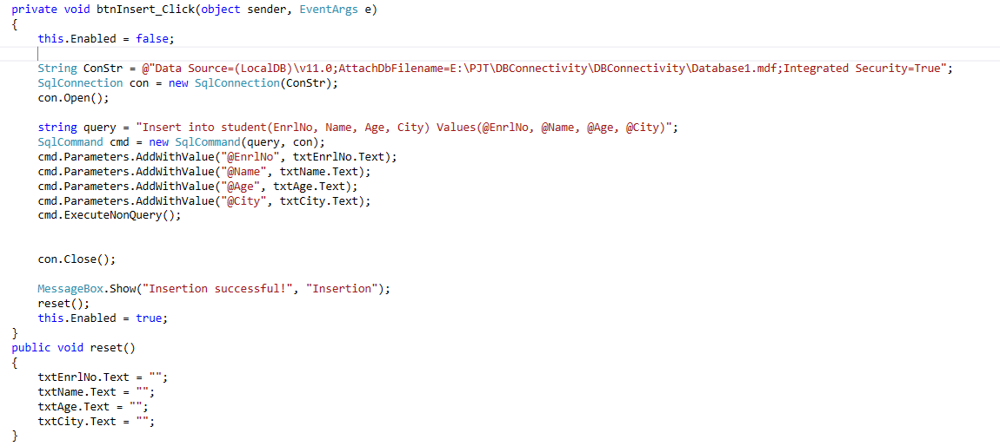 private void btnInsert_Click(object sender, EventArgs e)
{
    this.Enabled = false;

    String ConStr = @"Data Source=(LocalDB)\v11.0;AttachDbFilename=E:\PJT\DBConnectivity\DBConnectivity\Database1.mdf;Integrated Security=True";
    SqlConnection con = new SqlConnection(ConStr);
    con.Open();

    string query = "Insert into student(EnrlNo, Name, Age, City) Values(@EnrlNo, @Name, @Age, @City)";
    SqlCommand cmd = new SqlCommand(query, con);
    cmd.Parameters.AddWithValue("@EnrlNo", txtEnrlNo.Text);
    cmd.Parameters.AddWithValue("@Name", txtName.Text);
    cmd.Parameters.AddWithValue("@Age", txtAge.Text);
    cmd.Parameters.AddWithValue("@City", txtCity.Text);
    cmd.ExecuteNonQuery();


    con.Close();

    MessageBox.Show("Insertion successful!", "Insertion");
    reset();
    this.Enabled = true;
}
public void reset()
{
    txtEnrlNo.Text = "";
    txtName.Text = "";
    txtAge.Text = "";
    txtCity.Text = "";
}